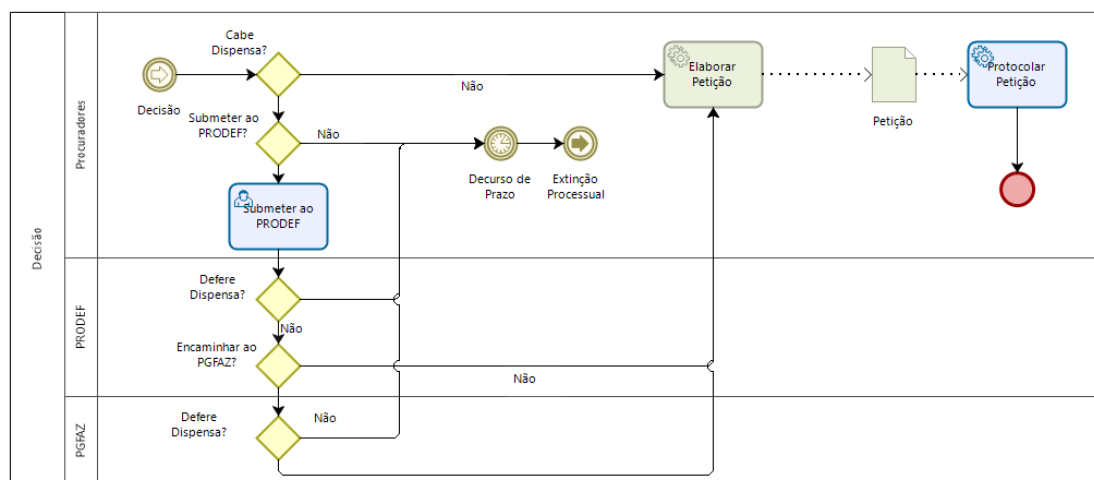 Decisão
Procuradores
PRODEF
PGFAZ
Cabe
Dispensa?
Decisão
Não
Elaborar
Petição
Petição
Protocolar
Petição
Submeter ao
PRODEF?
Não
Decurso de
Prazo
Extinção
Processual
Submeter ao
PRODEF
Defere
Dispensa?
Não
Encaminhar ao
PGFAZ?
Não
Defere
Dispensa?
Não